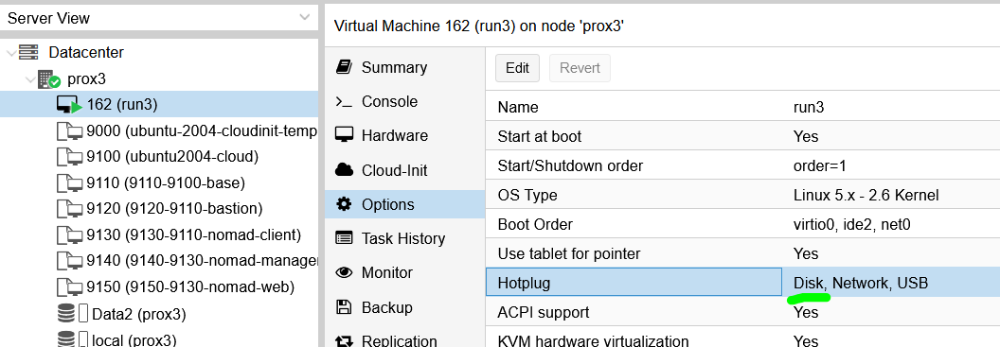 Server View
Datacenter
prox3
162 (run3)
9000 (ubuntu-2004-cloudinit-temp
9100 (ubuntu2004-cloud)
9110 (9110-9100-base)
9120 (9120-9110-bastion)
9130 (9130-9110-nomad-client)
9140 (9140-9130-nomad-manage
9150 (9150-9130-nomad-web)
Data2 (prox3)
local (prox3)
Virtual Machine 162 (run3) on node 'prox3'
Summary
Console
Hardware
Cloud-Init
Options
Task History
Monitor
Backup
Replication
Edit Revert
Name run3
Start at boot Yes
Start/Shutdown order order=1
OS Type Linux 5.x - 2.6 Kernel
Boot Order virtio0, ide2, net0
Use tablet for pointer Yes
Hotplug Disk, Network, USB
ACPI support Yes
KVM hardware virtualization Yes